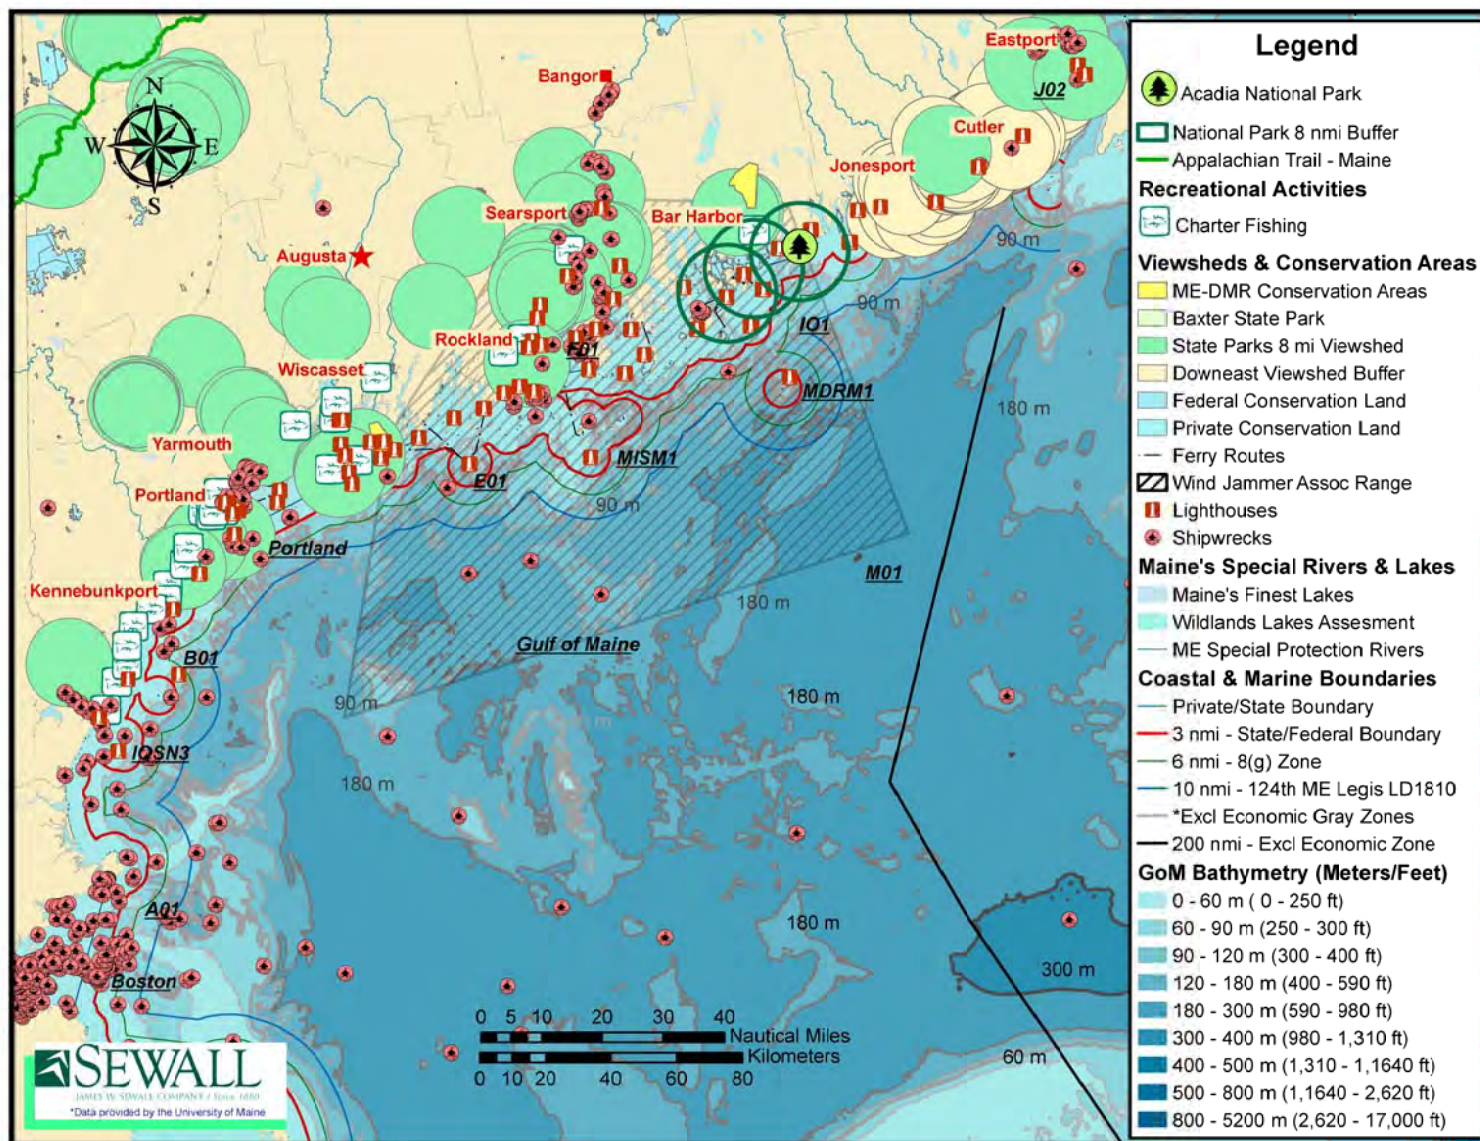 Legend
Acadia National Park
National Park 8 nmi Buffer
Appalachian Trail - Maine
Recreational Activities
Charter Fishing
Viewsheds & Conservation Areas
ME-DMR Conservation Areas
Baxter State Park
State Parks 8 mi Viewshed
Downeast Viewshed Buffer
Federal Conservation Land
Private Conservation Land
Ferry Routes
Wind Jammer Assoc Range
Lighthouses
Shipwrecks
Maine's Special Rivers & Lakes
Maine's Finest Lakes
Wildlands Lakes Assesment
ME Special Protection Rivers
Coastal & Marine Boundaries
Private/State Boundary
3 nmi - State/Federal Boundary
6 nmi - 8(g) Zone
10 nmi - 124th ME Legis LD1810
*Excl Economic Gray Zones
200 nmi - Excl Economic Zone
GoM Bathymetry (Meters/Feet)
0 - 60 m ( 0 - 250 ft)
60 - 90 m (250 - 300 ft)
90 - 120 m (300 - 400 ft)
120 - 180 m (400 - 590 ft)
180 - 300 m (590 - 980 ft)
300 - 400 m (980 - 1,310 ft)
400 - 500 m (1,310 - 1,1640 ft)
500 - 800 m (1,1640 - 2,620 ft)
800 - 5200 m (2,620 - 17,000 ft)
N
W E
S
Eastport
Bangor
J02
Cutler
Jonesport
Searsport
Bar Harbor
90 m
Augusta
90 m
IO1
Rockland
F01
Wiscasset
MDRM1
180 m
Yarmouth
MISM1
E01
Portland
90 m
Portland
M01
Kennebunkport
180 m
Gulf of Maine
B01
180 m
90 m
IOSN3
180 m
A01
180 m
300 m
Boston
0 5 10 20 30 40
Nautical Miles
Kilometers
0 10 20 40 60 80
60 m
SEWALL
JAMES W. SEWALL COMPANY / Since 1880
*Data provided by the University of Maine